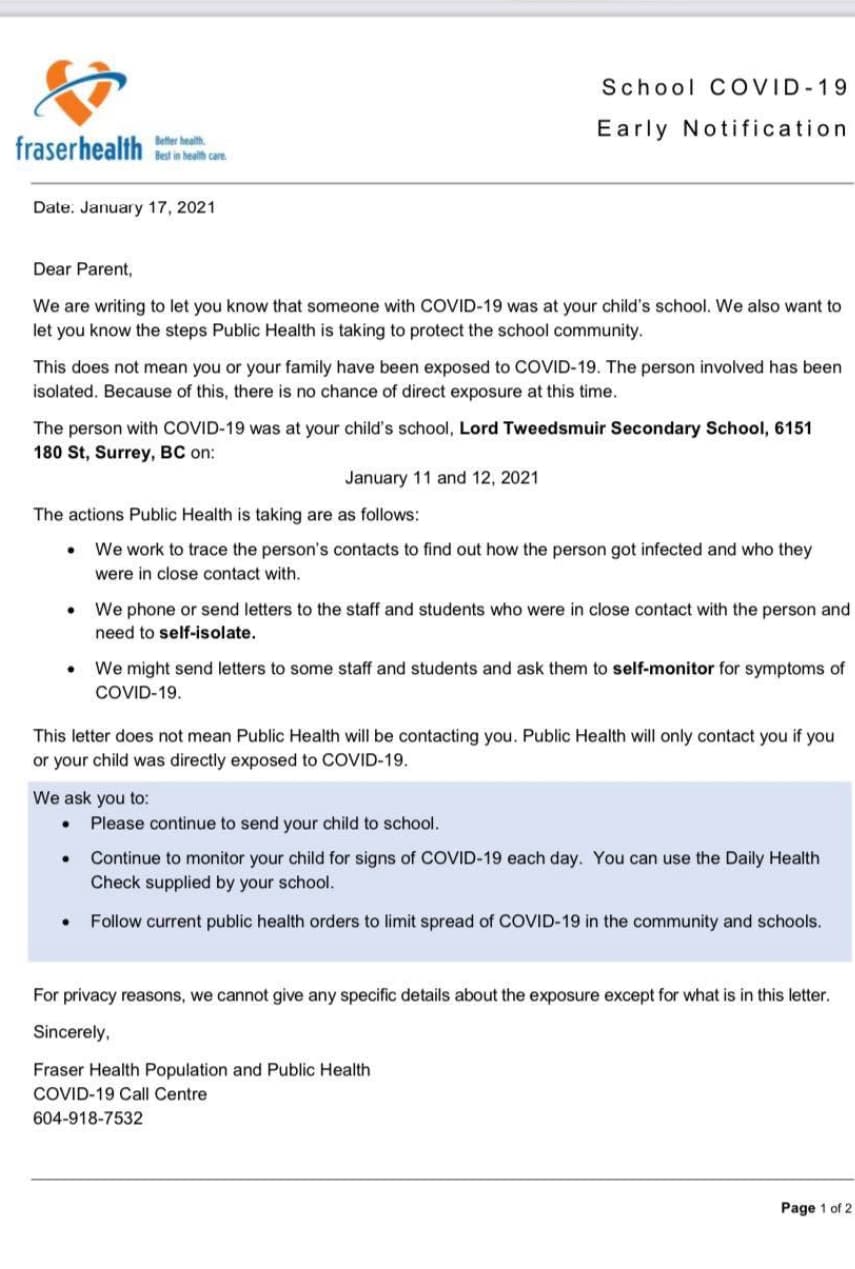 fraserhealth
Better health.
Best in health care.
School COVID-19
Early Notification
Date: January 17, 2021
Dear Parent,
We are writing to let you know that someone with COVID-19 was at your child's school. We also want to
let you know the steps Public Health is taking to protect the school community.
This does not mean you or your family have been exposed to COVID-19. The person involved has been
isolated. Because of this, there is no chance of direct exposure at this time.
The person with COVID-19 was at your child's school, Lord Tweedsmuir Secondary School, 6151
180 St, Surrey, BC on:
January 11 and 12, 2021
The actions Public Health is taking are as follows:
• We work to trace the person's contacts to find out how the person got infected and who they
were in close contact with.
• We phone or send letters to the staff and students who were in close contact with the person and
need to self-isolate.
• We might send letters to some staff and students and ask them to self-monitor for symptoms of
COVID-19.
This letter does not mean Public Health will be contacting you. Public Health will only contact you if you
or your child was directly exposed to COVID-19.
We ask you to:
• Please continue to send your child to school.
• Continue to monitor your child for signs of COVID-19 each day. You can use the Daily Health
Check supplied by your school.
• Follow current public health orders to limit spread of COVID-19 in the community and schools.
For privacy reasons, we cannot give any specific details about the exposure except for what is in this letter.
Sincerely,
Fraser Health Population and Public Health
COVID-19 Call Centre
604-918-7532
Page 1 of 2